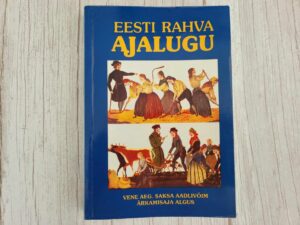 EESTI RAHVA
AJALUGU
VENE AEG. SAKSA AADLIVÕIM
ÄRKAMISAJA ALGUS